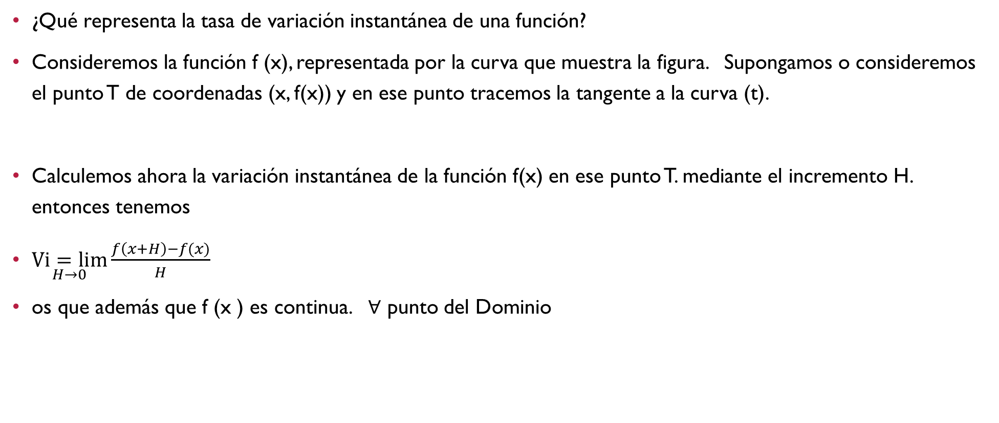 • ¿Qué representa la tasa de variación instantánea de una función?
• Consideremos la función f (x), representada por la curva que muestra la figura. Supongamos o consideremos
el punto T de coordenadas (x, f(x)) y en ese punto tracemos la tangente a la curva (t).
• Calculemos ahora la variación instantánea de la función f(x) en ese punto T. mediante el incremento H.
entonces tenemos
• Vi = lim_{H→0} \frac{f(x+H)−f(x)}{H}
• os que además que f (x ) es continua. ∀ punto del Dominio